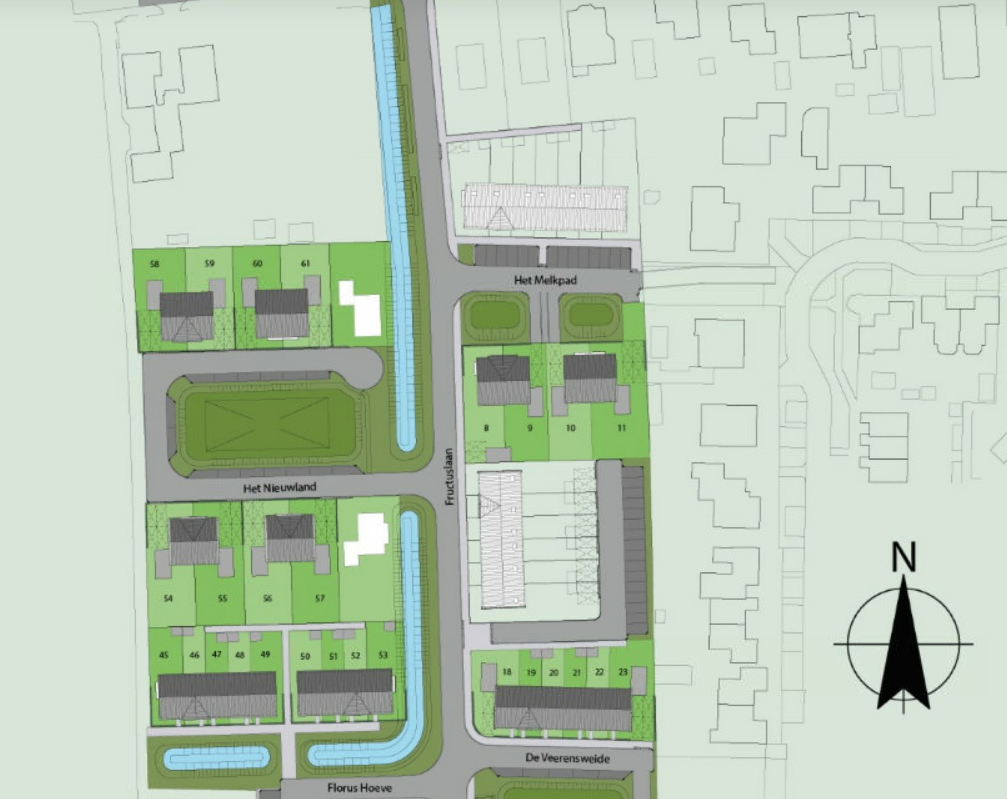 58 59 60 61
Het Melkpad
8 9 10 11
Fructuslaan
Het Nieuwland
N
54 55 56 57
45 46 47 48 49 50 51 52 53
18 19 20 21 22 23
De Veerensweide
Florus Hoeve